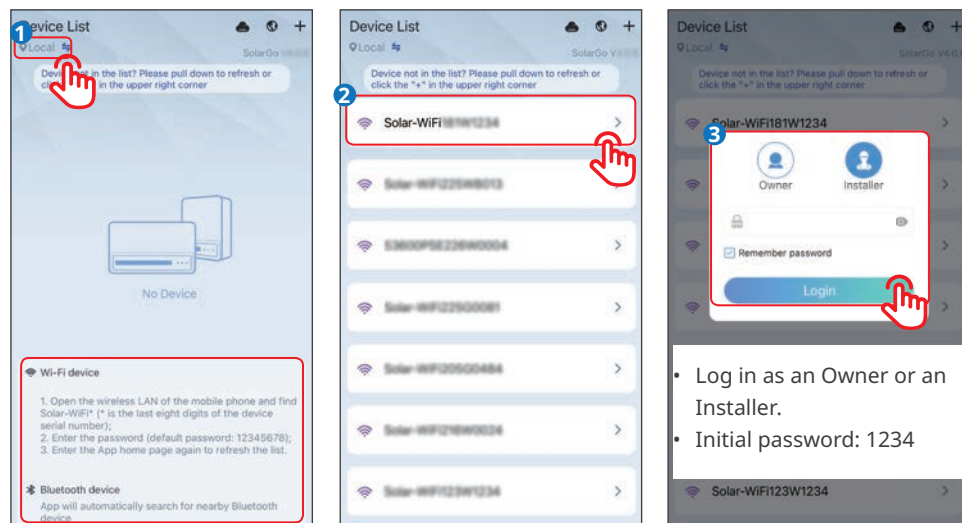 1
Device List
Local
SolarGo
Device not in the list? Please pull down to refresh or
click in the upper right corner
No Device
Wi-Fi device
1. Open the wireless LAN of the mobile phone and find
Solar-WiFi* (* is the last eight digits of the device
serial number);
2. Enter the password (default password: 12345678);
3. Enter the App home page again to refresh the list.
Bluetooth device
App will automatically search for nearby Bluetooth
device
Device List
Local
SolarGo V
Device not in the list? Please pull down to refresh or
click the "+" in the upper right corner
2
Solar-WiFi
Device List
Local
SolarGo V4.0
Device not in the list? Please pull down to refresh or
click the "+" in the upper right corner
Solar-WiFi181W1234
3
Owner
Installer
Remember password
Login
• Log in as an Owner or an
Installer.
• Initial password: 1234
Solar-WiFi123W1234